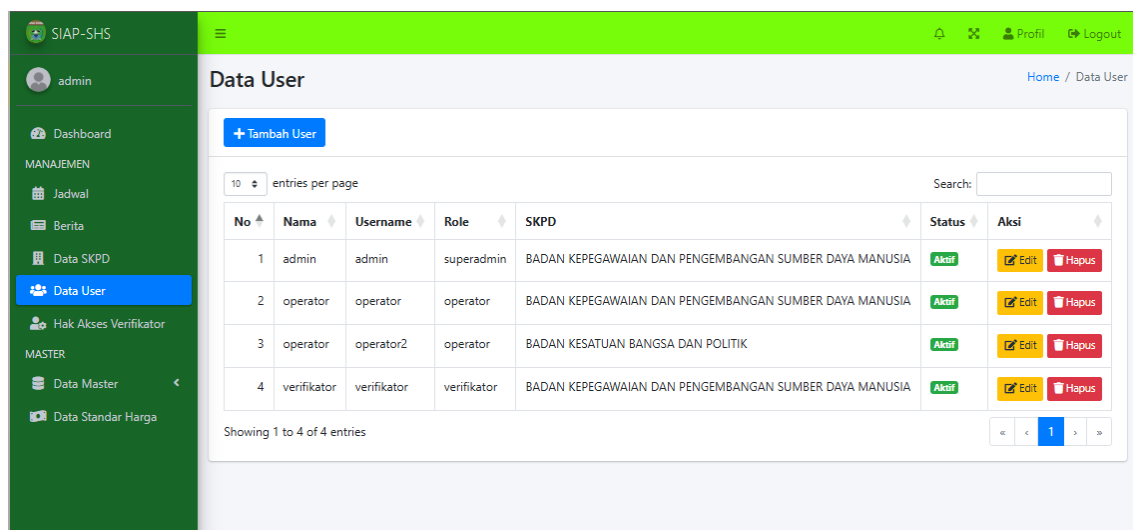 SIAP-SHS
Profil
Logout
admin
Data User
Home / Data User
Dashboard
MANAJEMEN
Jadwal
Berita
Data SKPD
Data User
Hak Akses Verifikator
MASTER
Data Master
Data Standar Harga
Tambah User
10 entries per page
Search:
No Nama Username Role SKPD Status Aksi
1 admin admin superadmin BADAN KEPEGAWAIAN DAN PENGEMBANGAN SUMBER DAYA MANUSIA Aktif Edit Hapus
2 operator operator operator BADAN KEPEGAWAIAN DAN PENGEMBANGAN SUMBER DAYA MANUSIA Aktif Edit Hapus
3 operator operator2 operator BADAN KESATUAN BANGSA DAN POLITIK Aktif Edit Hapus
4 verifikator verifikator verifikator BADAN KEPEGAWAIAN DAN PENGEMBANGAN SUMBER DAYA MANUSIA Aktif Edit Hapus
Showing 1 to 4 of 4 entries
« ‹ 1 › »